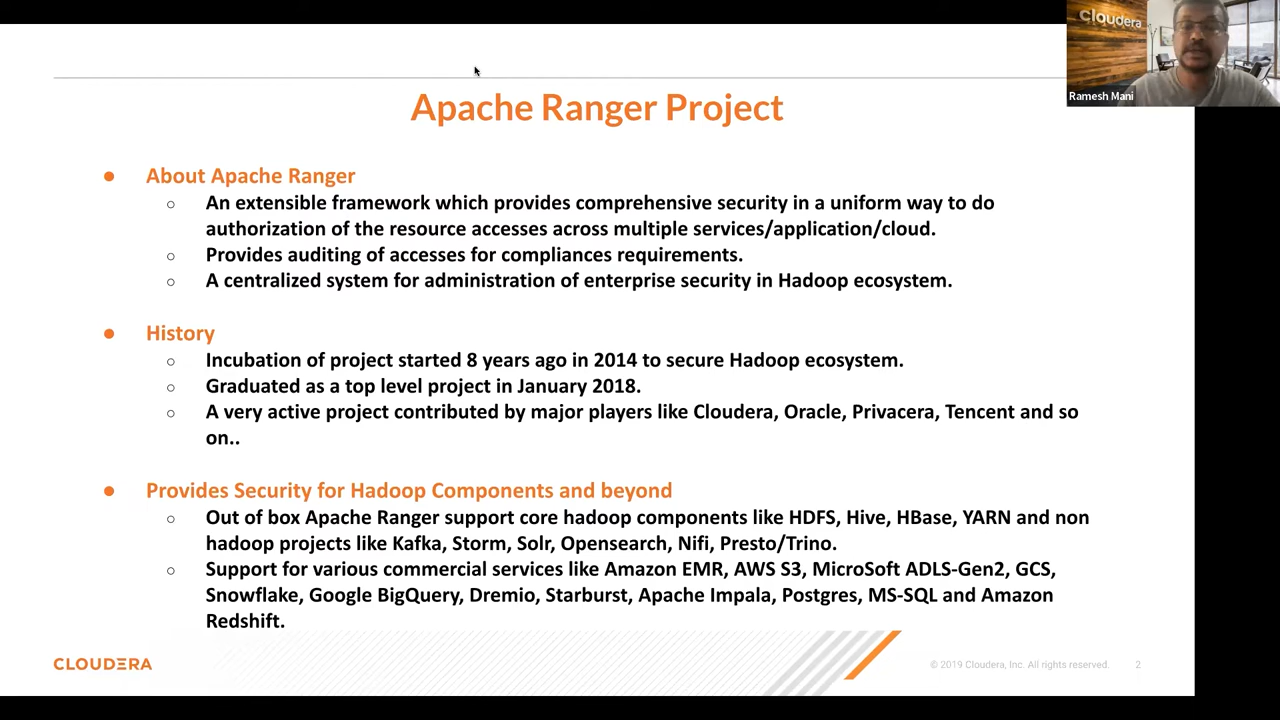 cloudera
Ramesh Mani
Apache Ranger Project
● About Apache Ranger
○ An extensible framework which provides comprehensive security in a uniform way to do
authorization of the resource accesses across multiple services/application/cloud.
○ Provides auditing of accesses for compliances requirements.
○ A centralized system for administration of enterprise security in Hadoop ecosystem.
● History
○ Incubation of project started 8 years ago in 2014 to secure Hadoop ecosystem.
○ Graduated as a top level project in January 2018.
○ A very active project contributed by major players like Cloudera, Oracle, Privacera, Tencent and so
on..
● Provides Security for Hadoop Components and beyond
○ Out of box Apache Ranger support core hadoop components like HDFS, Hive, HBase, YARN and non
hadoop projects like Kafka, Storm, Solr, Opensearch, Nifi, Presto/Trino.
○ Support for various commercial services like Amazon EMR, AWS S3, MicroSoft ADLS-Gen2, GCS,
Snowflake, Google BigQuery, Dremio, Starburst, Apache Impala, Postgres, MS-SQL and Amazon
Redshift.
CLOUDERA
© 2019 Cloudera, Inc. All rights reserved. 2